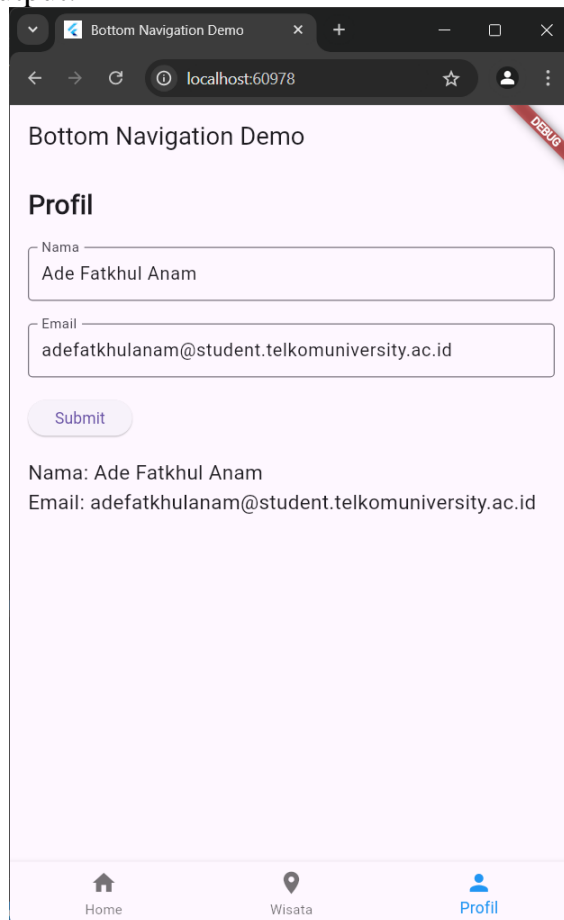 Bottom Navigation Demo
localhost:60978
Bottom Navigation Demo
DEBUG
Profil
Nama
Ade Fatkhul Anam
Email
adefatkhulanam@student.telkomuniversity.ac.id
Submit
Nama: Ade Fatkhul Anam
Email: adefatkhulanam@student.telkomuniversity.ac.id
Home
Wisata
Profil